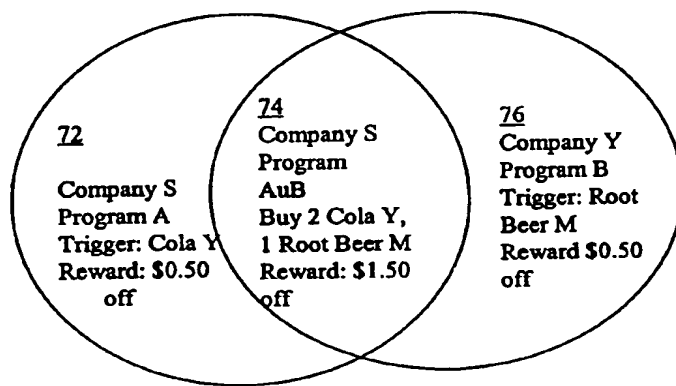 72
Company S
Program A
Trigger: Cola Y
Reward: $0.50
off
74
Company S
Program
AuB
Buy 2 Cola Y,
1 Root Beer M
Reward: $1.50
off
76
Company Y
Program B
Trigger: Root
Beer M
Reward $0.50
off